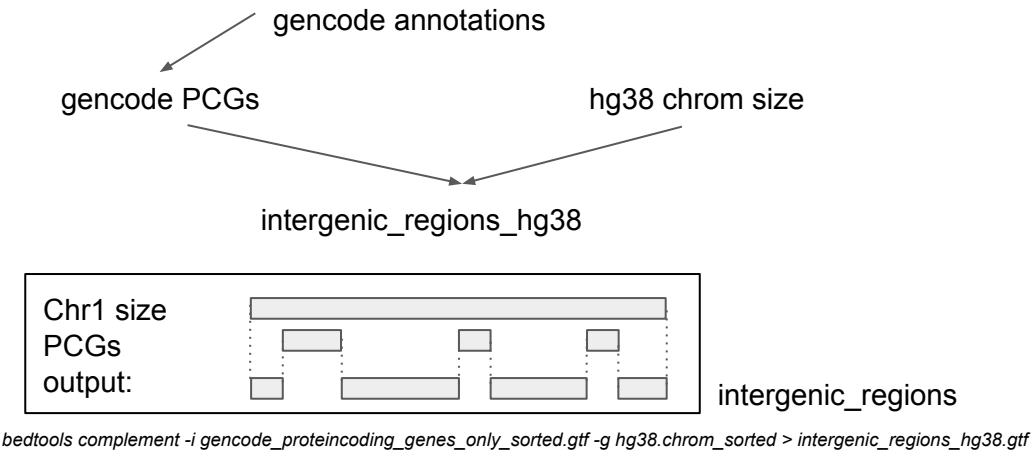 gencode annotations
gencode PCGs
hg38 chrom size
intergenic_regions_hg38
Chr1 size
PCGs
output:
intergenic_regions
bedtools complement -i gencode_proteincoding_genes_only_sorted.gtf -g hg38.chrom_sorted > intergenic_regions_hg38.gtf